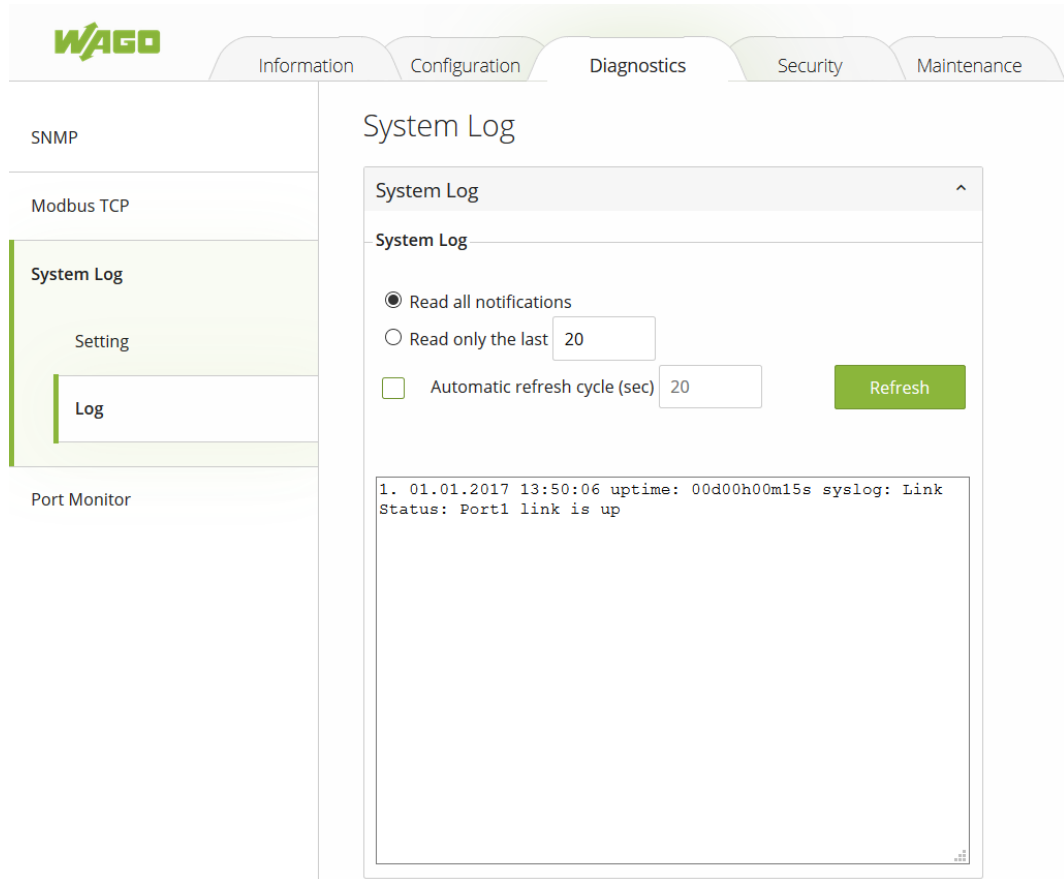 WAGO
Information Configuration Diagnostics Security Maintenance
SNMP
Modbus TCP
System Log
Setting
Log
Port Monitor
System Log
System Log
System Log
Read all notifications
Read only the last 20
Automatic refresh cycle (sec) 20 Refresh
1. 01.01.2017 13:50:06 uptime: 00d00h00m15s syslog: Link
Status: Port1 link is up